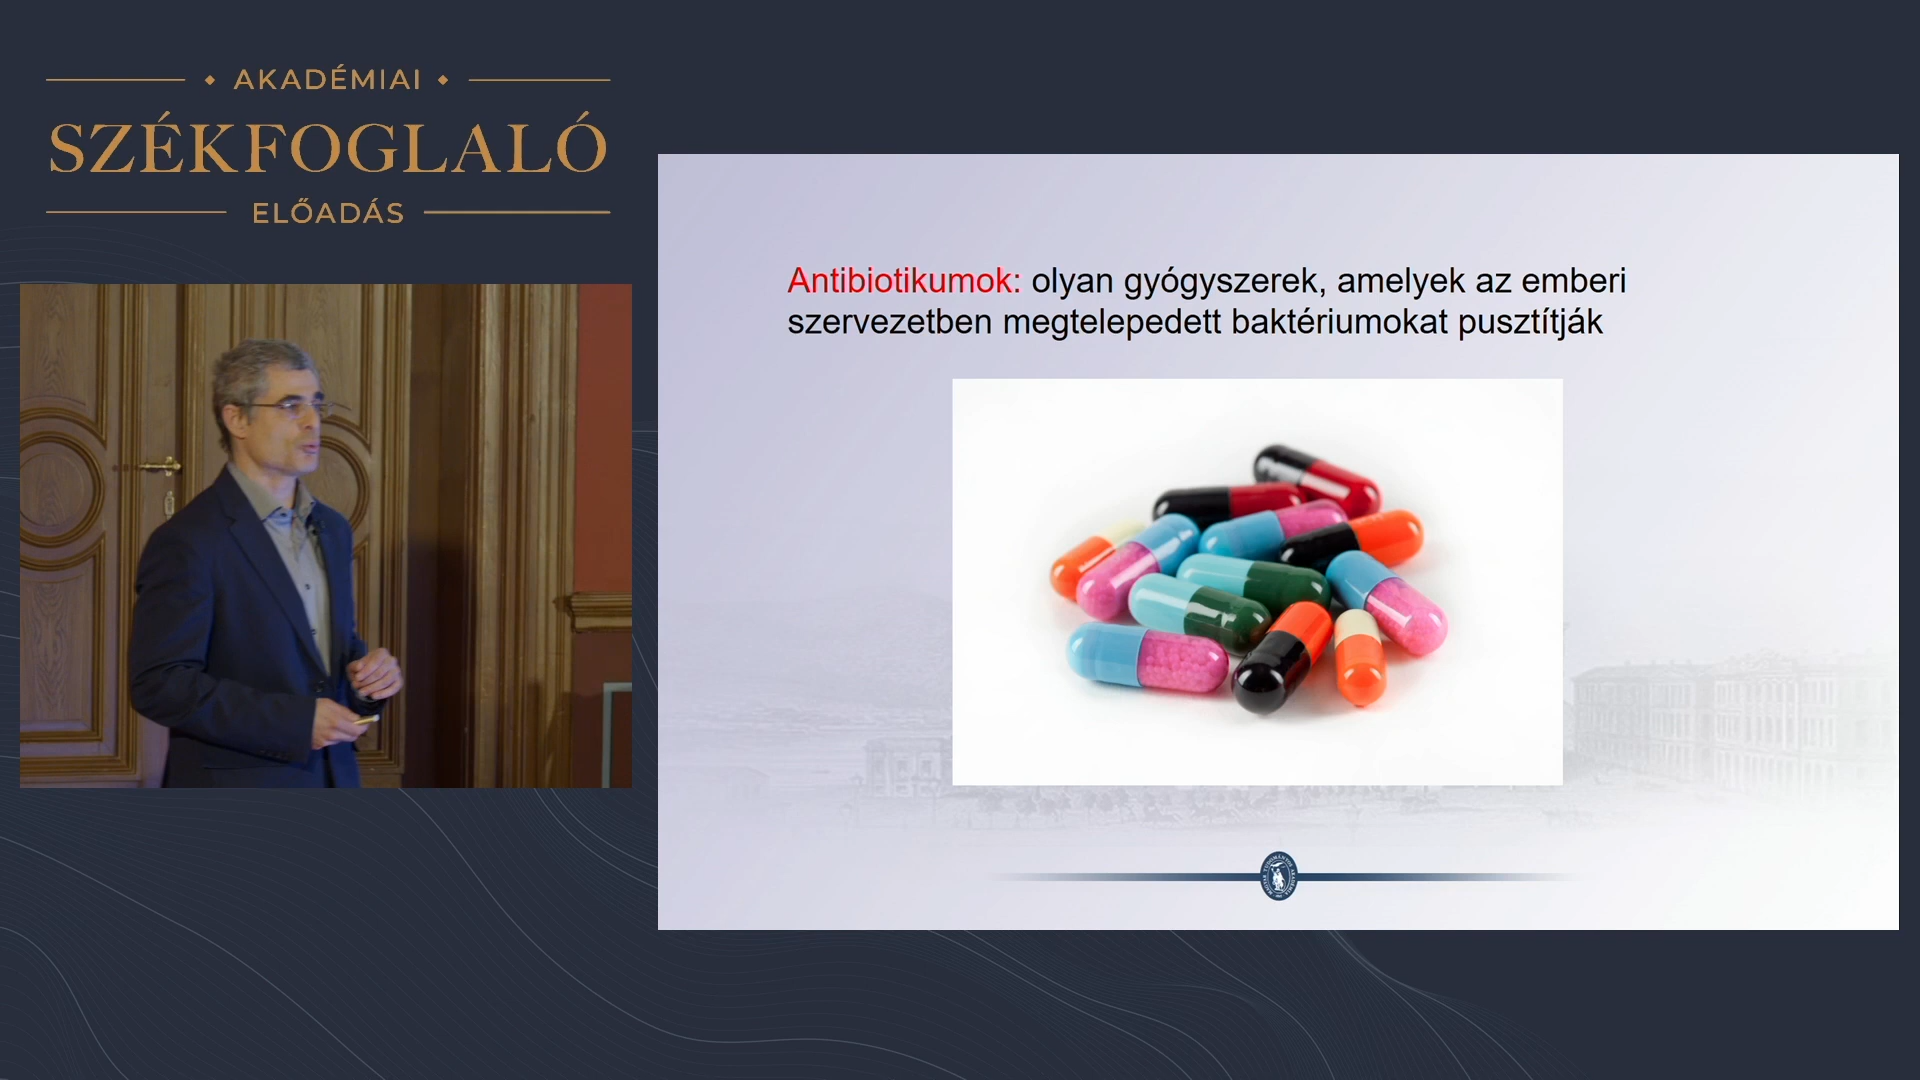 AKADÉMIAI
SZÉKFOGLALÓ
ELŐADÁS
Antibiotikumok: olyan gyógyszerek, amelyek az emberi
szervezetben megtelepedett baktériumokat pusztítják